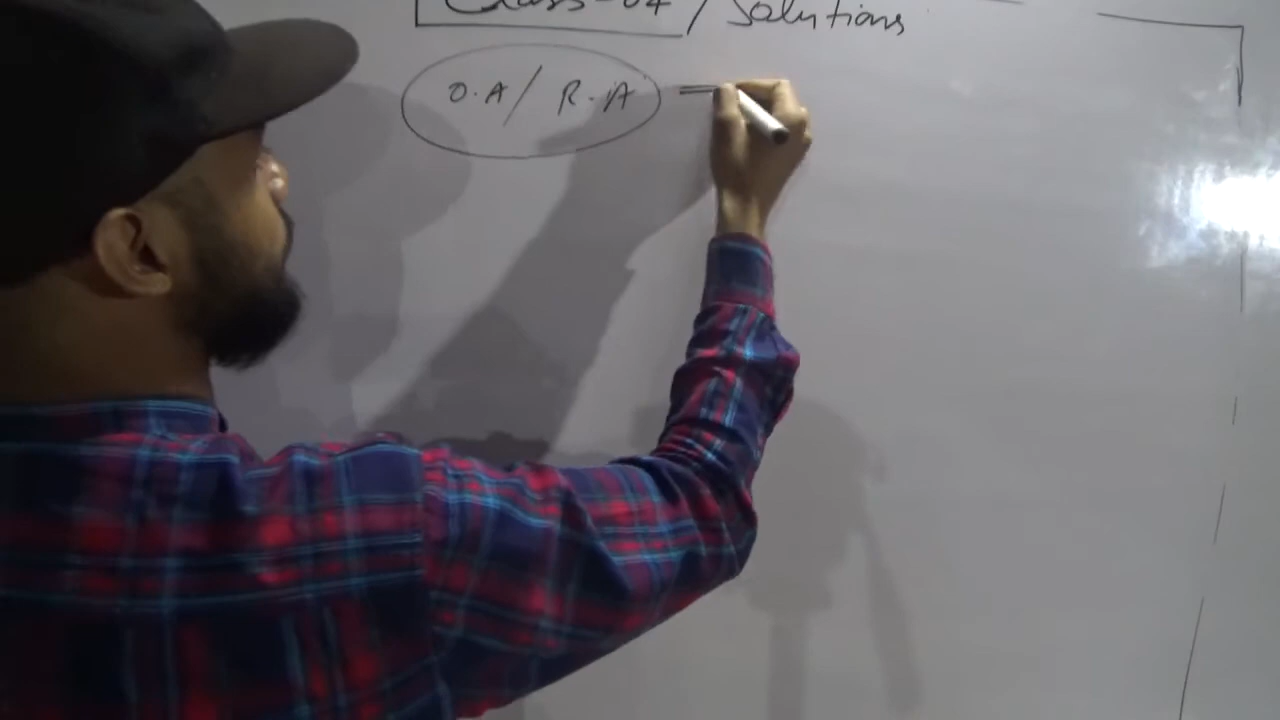 Class-04 / Solutions
O.A / R.A =